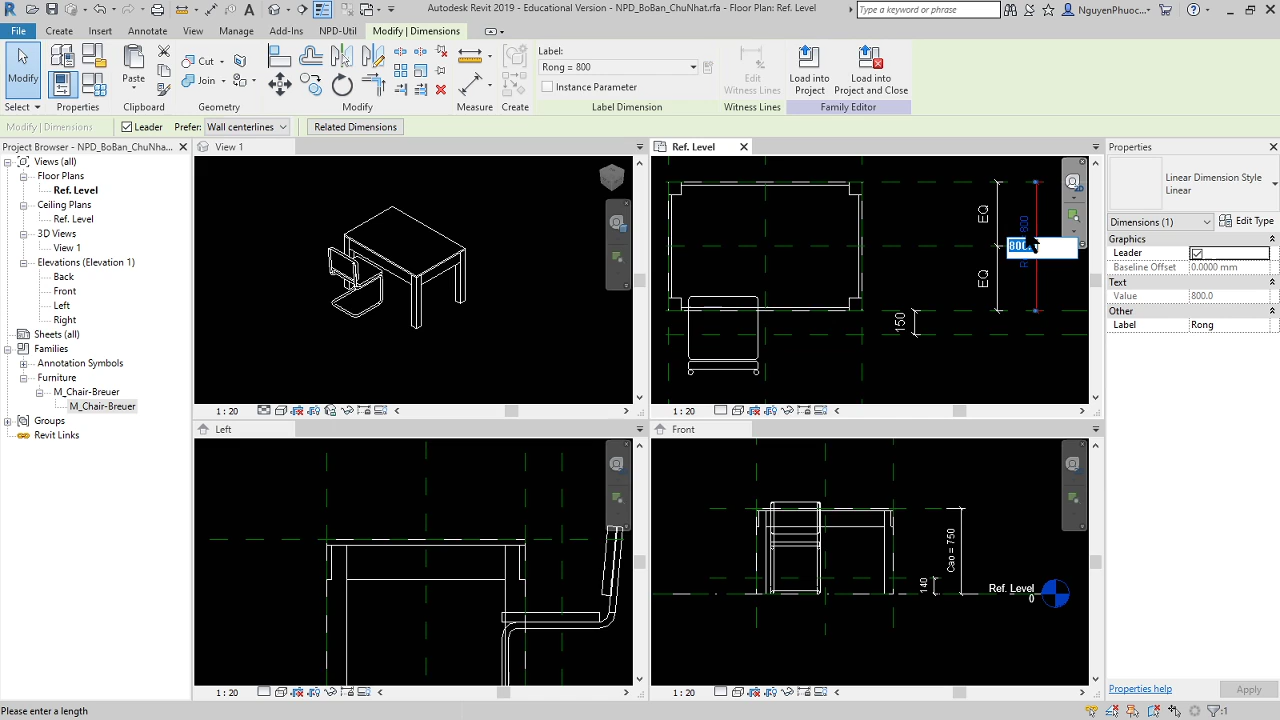 Autodesk Revit 2019 - Educational Version - NPD_BoBan_ChuNhat.rfa - Floor Plan: Ref. Level
Type a keyword or phrase
NguyenPhuoc...
File Create Insert Annotate View Manage Add-Ins NPD-Util Modify | Dimensions
Modify
Paste
Cut
Join
Label:
Rong = 800
Instance Parameter
Edit
Witness Lines
Load into
Project
Load into
Project and Close
Select Properties Clipboard Geometry Modify Measure Create Label Dimension Witness Lines Family Editor
Modify | Dimensions Leader Prefer: Wall centerlines Related Dimensions
Project Browser - NPD_BoBan_ChuNha...
Views (all)
Floor Plans
Ref. Level
Ceiling Plans
Ref. Level
3D Views
View 1
Elevations (Elevation 1)
Back
Front
Left
Right
Sheets (all)
Families
Annotation Symbols
Furniture
M_Chair-Breuer
M_Chair-Breuer
Groups
Revit Links
View 1
1 : 20
Ref. Level
EQ
EQ
150
1 : 20
Left
1 : 20
Front
Cao = 750
140
Ref. Level
0
1 : 20
Properties
Linear Dimension Style
Linear
Dimensions (1) Edit Type
Graphics
Leader
Baseline Offset 0.0000 mm
Text
Value 800.0
Other
Label Rong
Properties help Apply
Please enter a length
:1